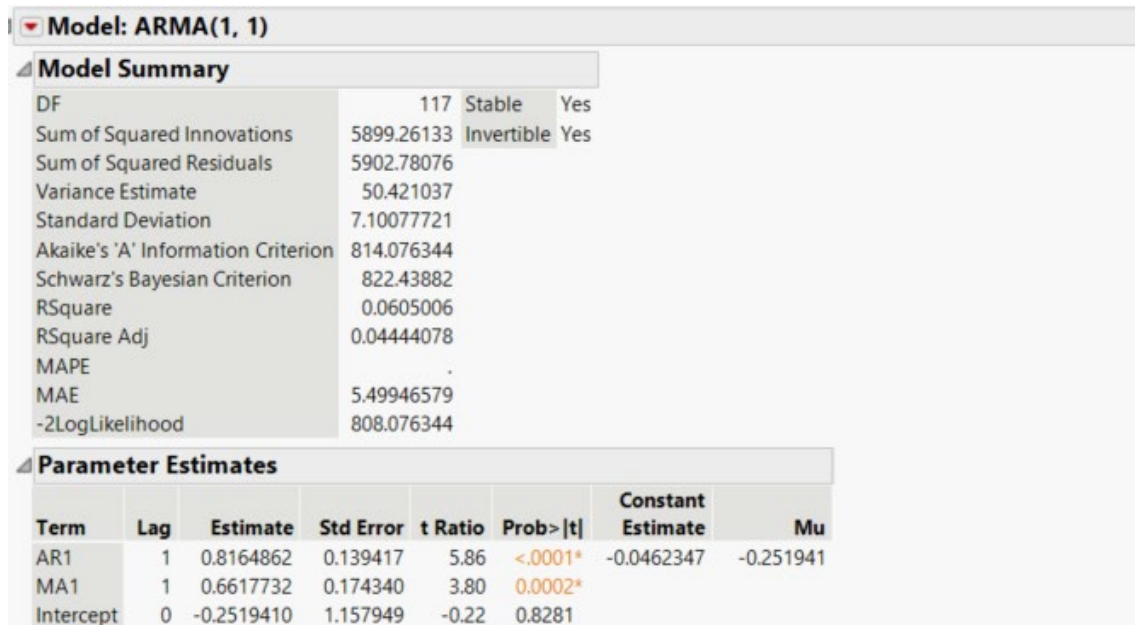 Model: ARMA(1, 1)
Model Summary
DF 117 Stable Yes
Sum of Squared Innovations 5899.26133 Invertible Yes
Sum of Squared Residuals 5902.78076
Variance Estimate 50.421037
Standard Deviation 7.10077721
Akaike's 'A' Information Criterion 814.076344
Schwarz's Bayesian Criterion 822.43882
RSquare 0.0605006
RSquare Adj 0.04444078
MAPE .
MAE 5.49946579
-2LogLikelihood 808.076344
Parameter Estimates
Constant
Term Lag Estimate Std Error t Ratio Prob>|t| Estimate Mu
AR1 1 0.8164862 0.139417 5.86 <.0001* -0.0462347 -0.251941
MA1 1 0.6617732 0.174340 3.80 0.0002*
Intercept 0 -0.2519410 1.157949 -0.22 0.8281